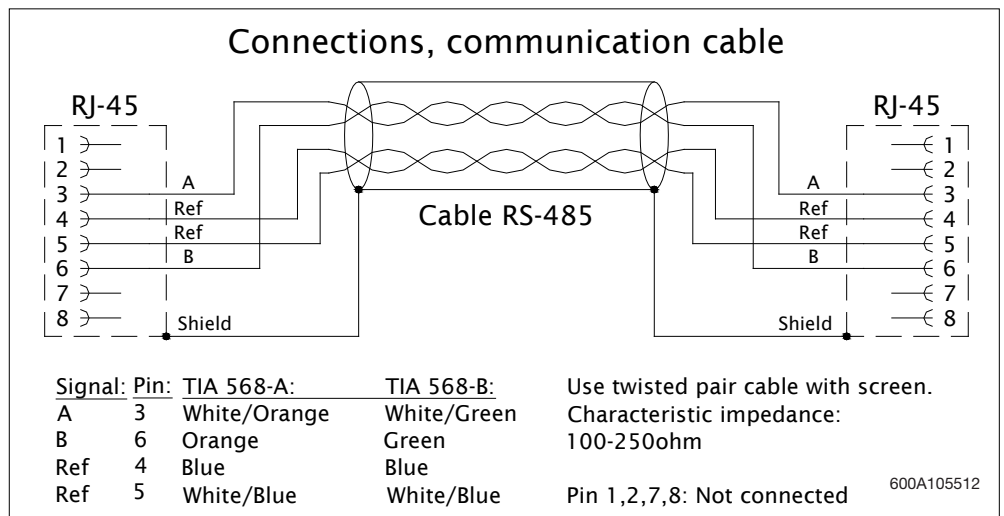 Connections, communication cable
RJ-45
RJ-45
1
2
3
4
5
6
7
8
A
Ref
Ref
B
Shield
Cable RS-485
A
Ref
Ref
B
Shield
1
2
3
4
5
6
7
8
Signal: Pin: TIA 568-A: TIA 568-B:
A 3 White/Orange White/Green
B 6 Orange Green
Ref 4 Blue Blue
Ref 5 White/Blue White/Blue
Use twisted pair cable with screen.
Characteristic impedance:
100-250ohm
Pin 1,2,7,8: Not connected
600A105512